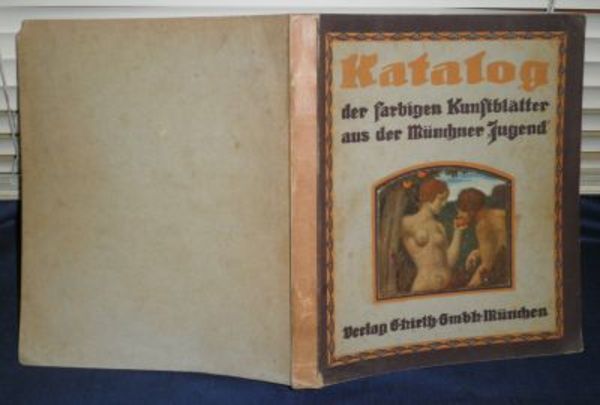 Katalog
der farbigen Kunstblätter
aus der Münchner Jugend
Verlag G·Hirth·Gmbh·München